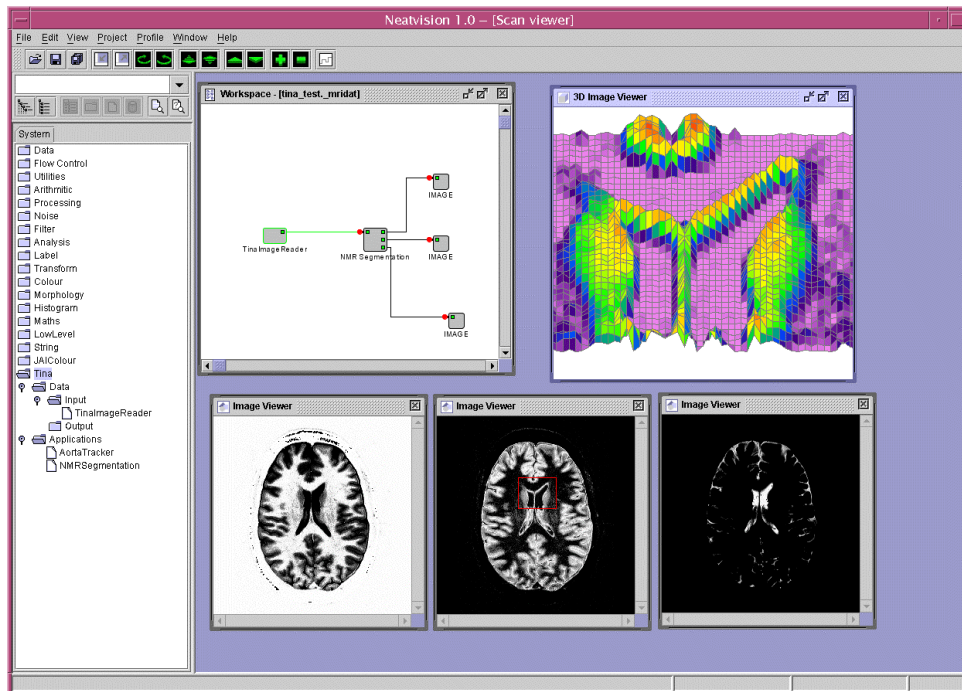 Neatvision 1.0 – [Scan viewer]
File Edit View Project Profile Window Help
System
Data
Flow Control
Utilities
Arithmitic
Processing
Noise
Filter
Analysis
Label
Transform
Colour
Morphology
Histogram
Maths
LowLevel
String
JAIColour
Tina
Data
Input
TinaImageReader
Output
Applications
AortaTracker
NMRSegmentation
Workspace - [tina_test._mridat]
IMAGE
TinaImageReader
NMR Segmentation
IMAGE
IMAGE
3D Image Viewer
Image Viewer
Image Viewer
Image Viewer